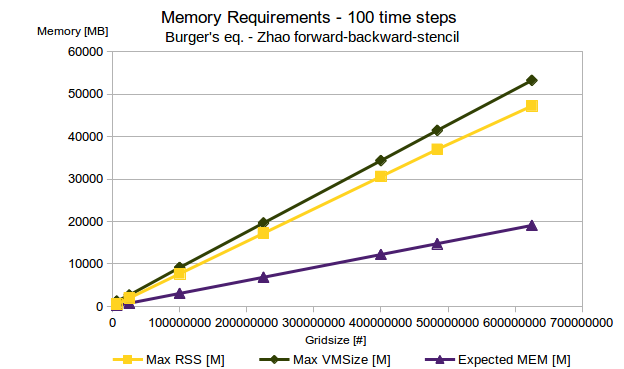 Memory Requirements - 100 time steps
Burger's eq. - Zhao forward-backward-stencil
Memory [MB]
60000
50000
40000
30000
20000
10000
0
0 100000000 200000000 300000000 400000000 500000000 600000000 700000000
Gridsize [#]
Max RSS [M] Max VMSize [M] Expected MEM [M]